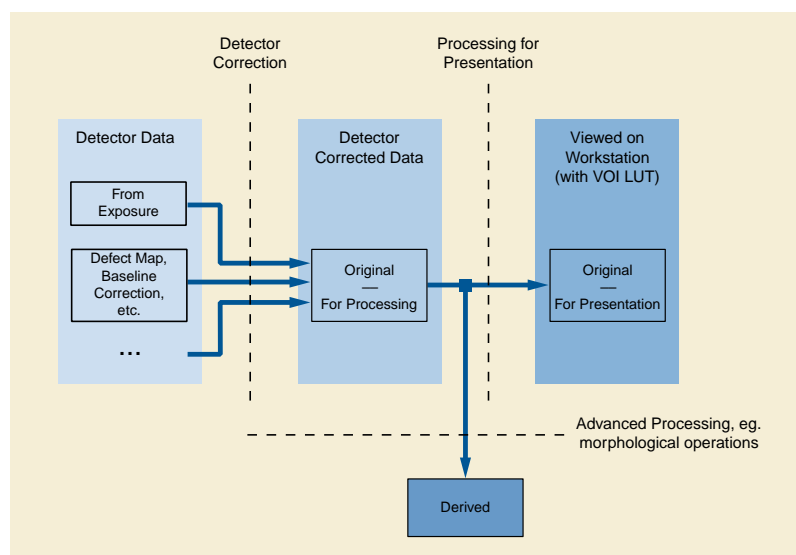 Detector
Correction
Processing for
Presentation
Detector Data
From
Exposure
Defect Map,
Baseline
Correction,
etc.
...
Detector
Corrected Data
Original
—
For Processing
Viewed on
Workstation
(with VOI LUT)
Original
—
For Presentation
Advanced Processing, eg.
morphological operations
Derived